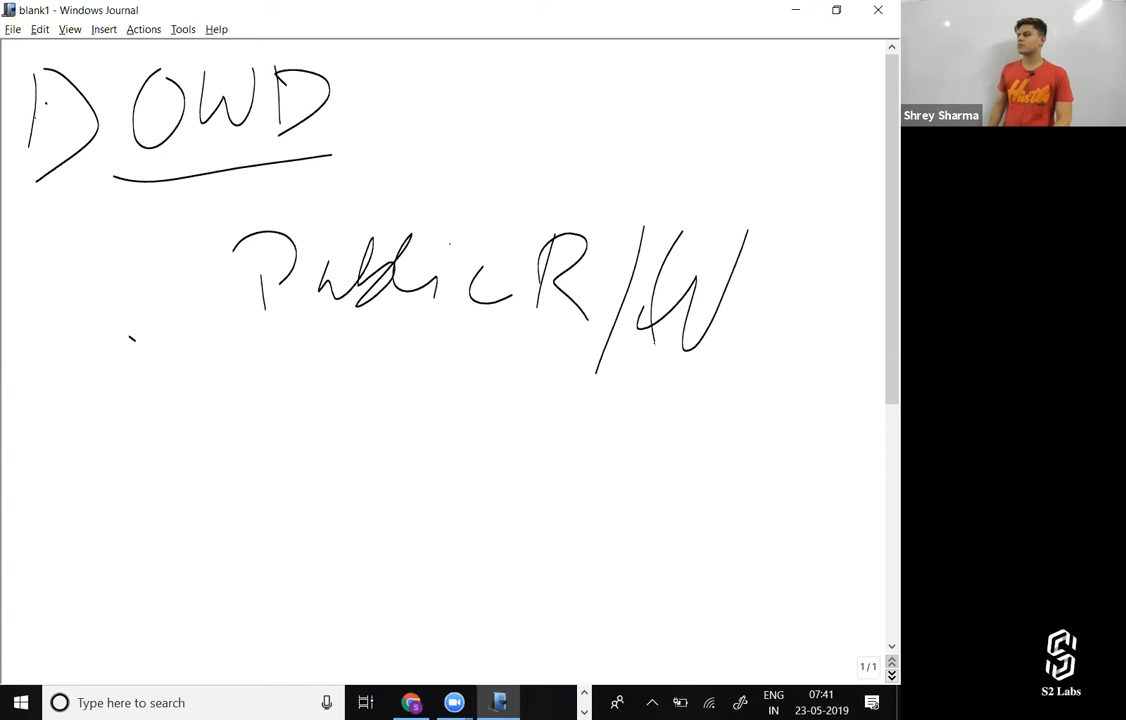 blank1 - Windows Journal
File Edit View Insert Actions Tools Help
D OWD
Public R/W
Shrey Sharma
Hustle
1 / 1
S2 Labs
Type here to search
ENG
IN
07:41
23-05-2019